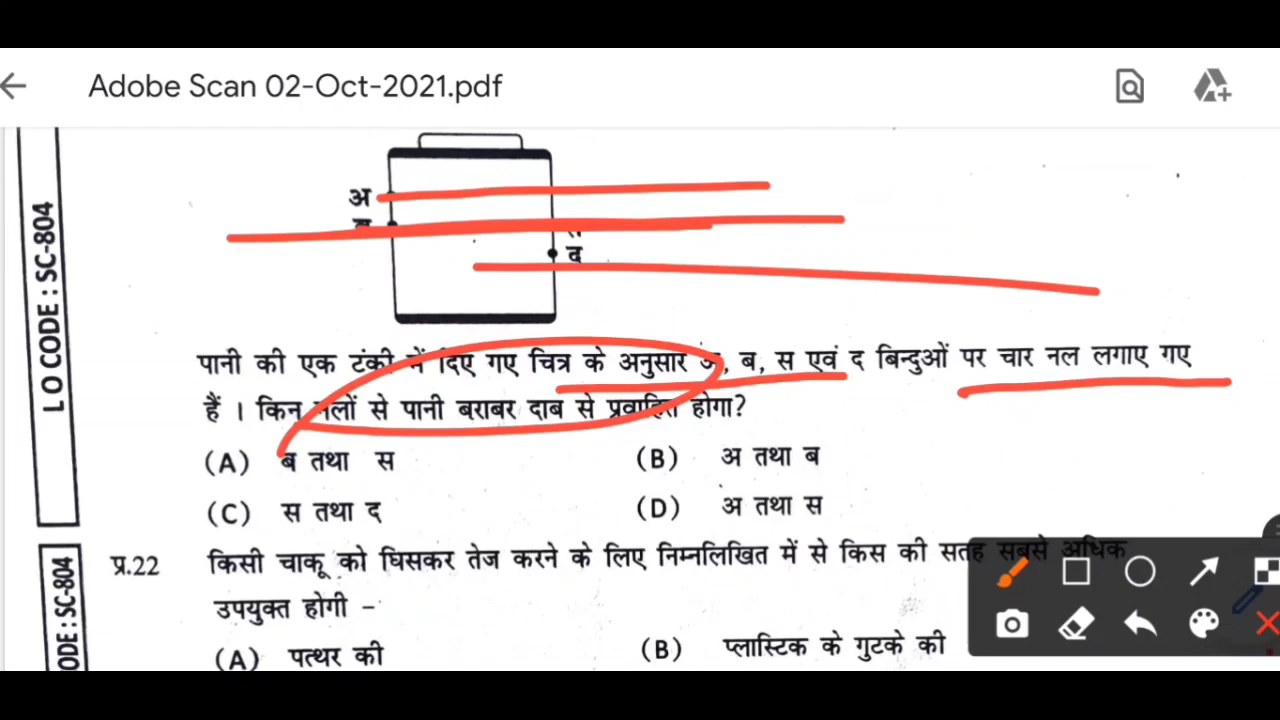 Adobe Scan 02-Oct-2021.pdf
LO CODE : SC-804
अ
द
पानी की एक टंकी में दिए गए चित्र के अनुसार अ, ब, स एवं द बिन्दुओं पर चार नल लगाए गए
हैं । किन नलों से पानी बराबर दाब से प्रवाहित होगा?
(A) ब तथा स
(B) अ तथा ब
(C) स तथा द
(D) अ तथा स
प्र.22 किसी चाकू को घिसकर तेज करने के लिए निम्नलिखित में से किस की सतह सबसे अधिक
उपयुक्त होगी –
(A) पत्थर की
(B) प्लास्टिक के गुटके की
ODE : SC-804